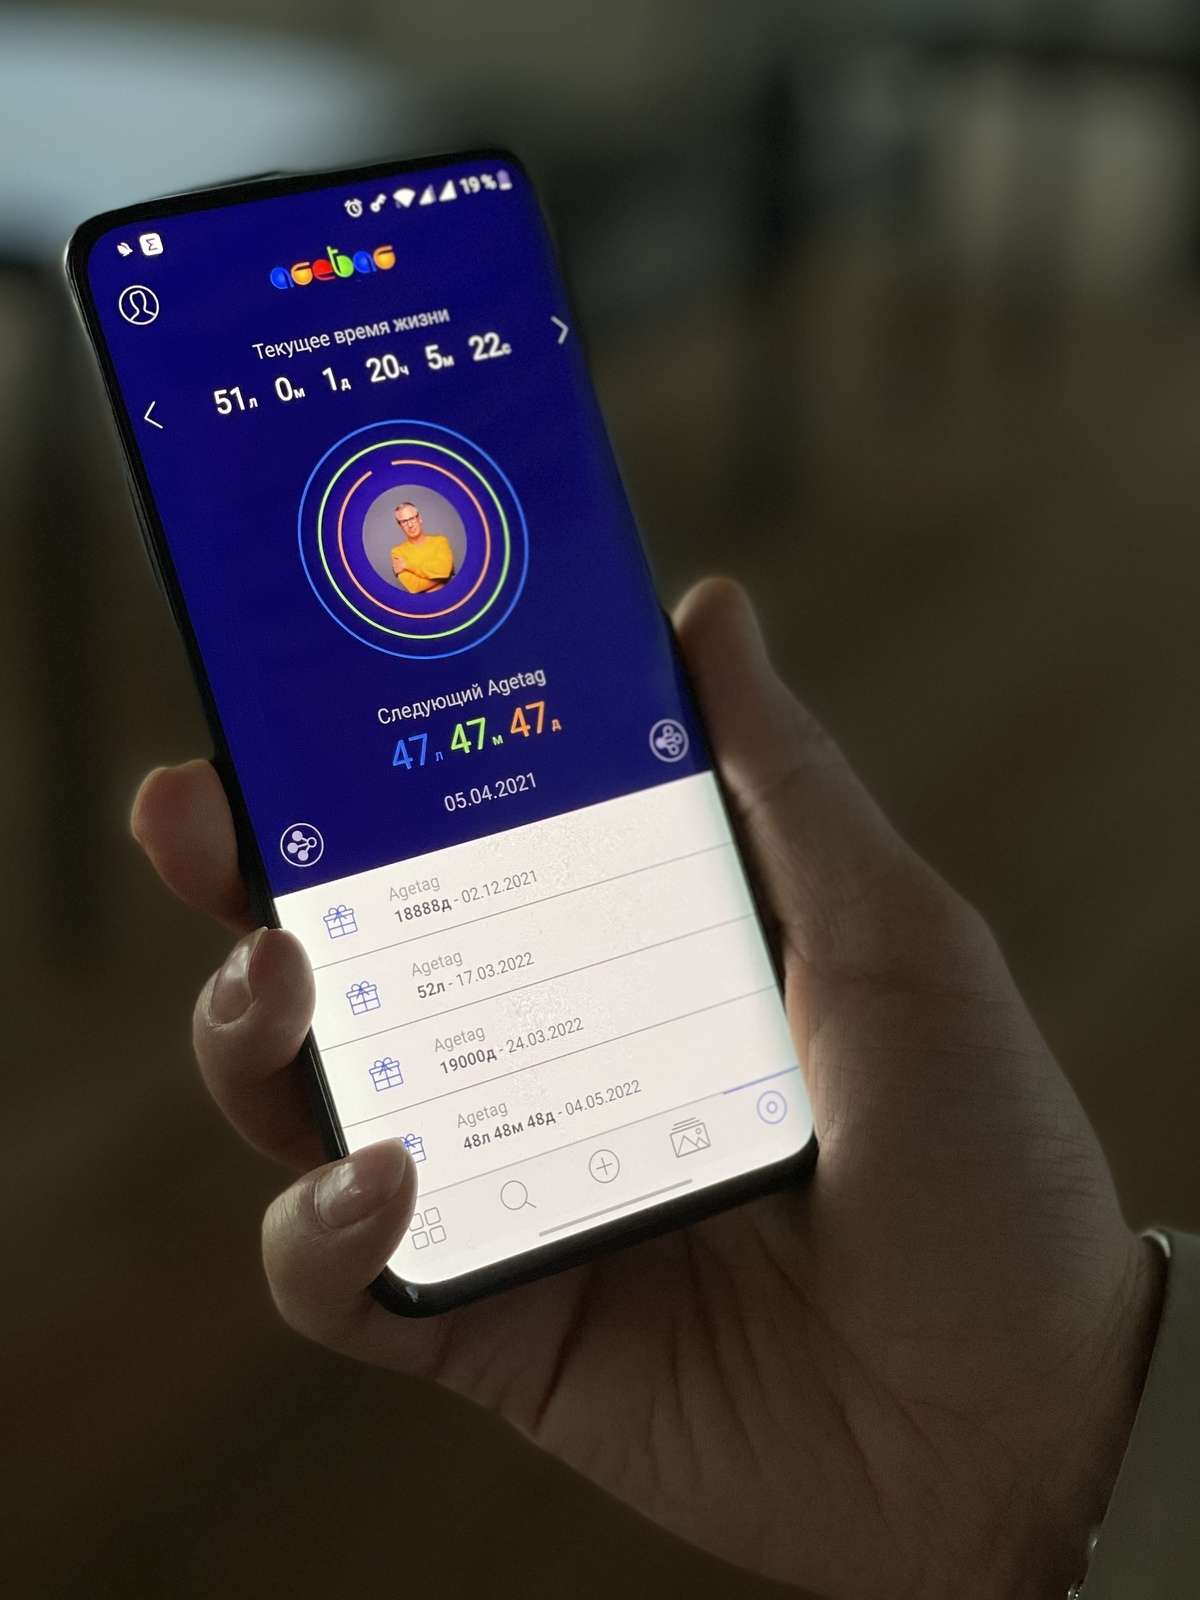 19 %
Σ
agetag
Текущее время жизни
51л 0м 1д 20ч 5м 22с
Следующий Agetag
47л 47м 47д
05.04.2021
Agetag
18888д - 02.12.2021
Agetag
52л - 17.03.2022
Agetag
19000д - 24.03.2022
Agetag
48л 48м 48д - 04.05.2022